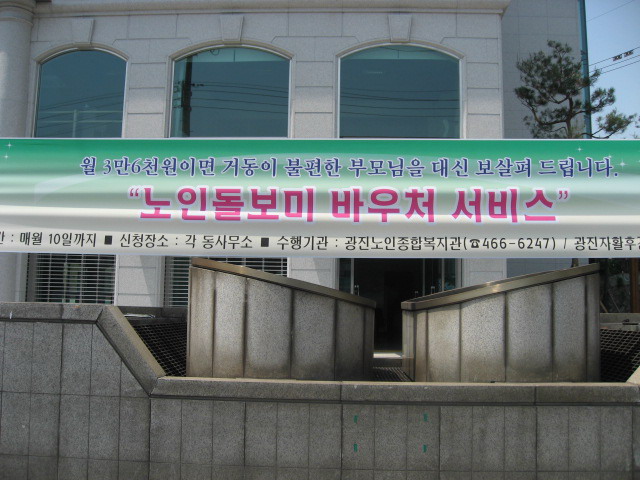 월 3만6천원이면 거동이 불편한 부모님을 대신 보살펴 드립니다.
"노인돌보미 바우처 서비스"
: 매월 10일까지 ■ 신청장소 : 각 동사무소 ■ 수행기관 : 광진노인종합복지관(☎466-6247) / 광진자활후